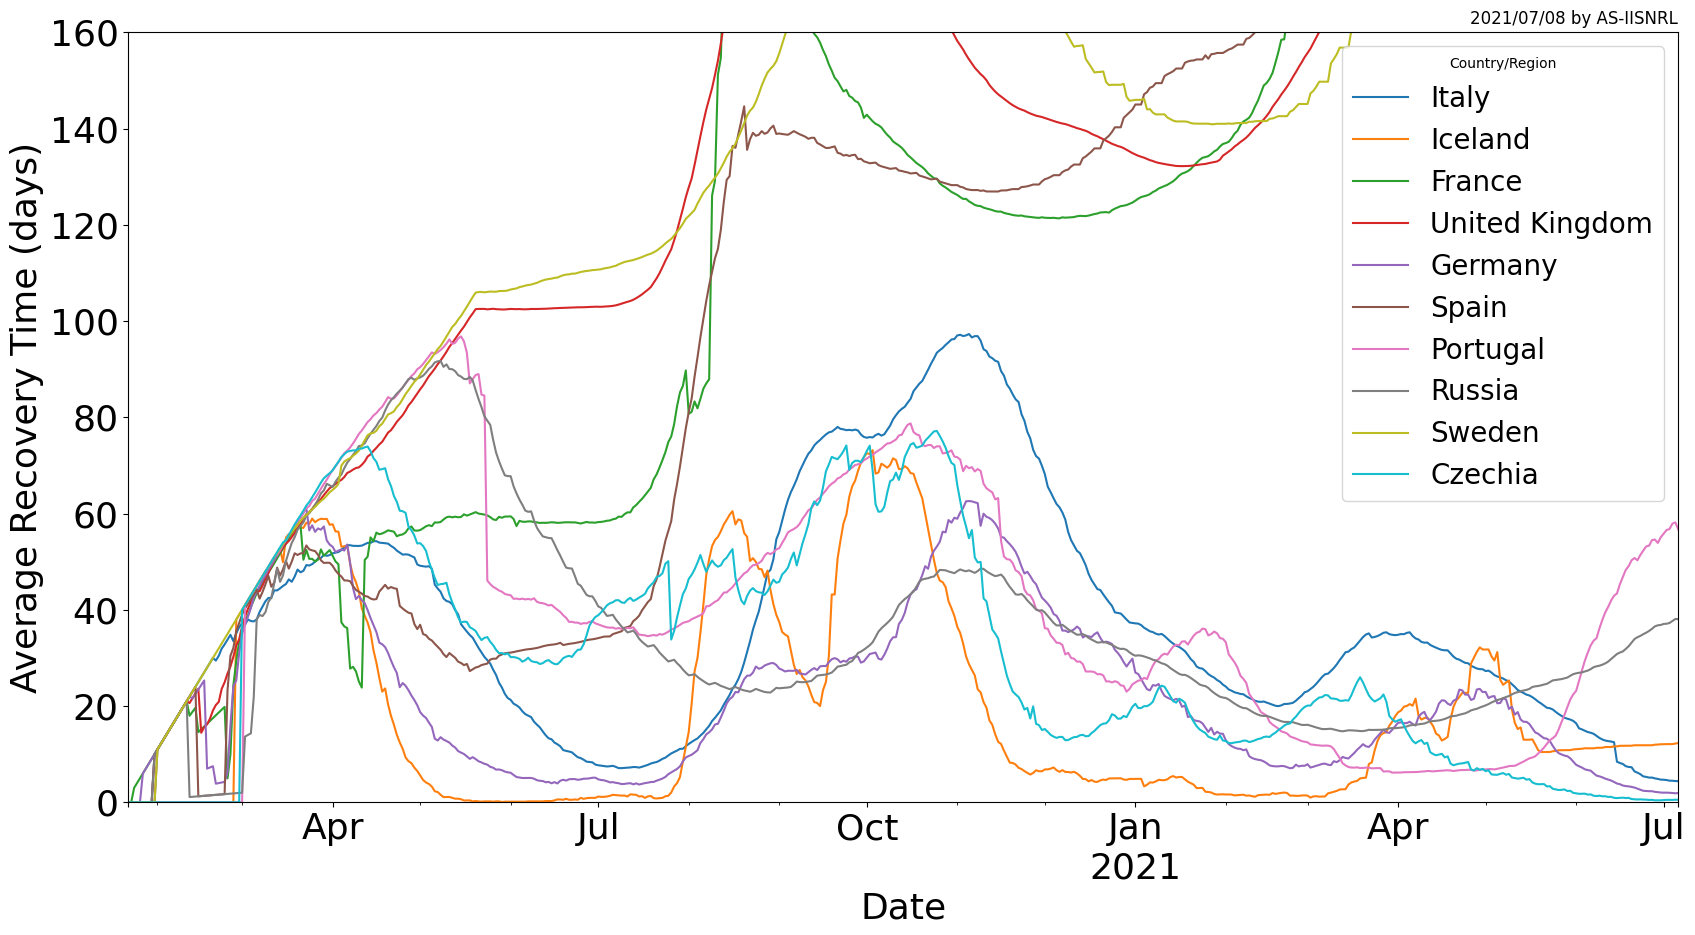 2021/07/08 by AS-IISNRL
160
140
120
100
80
60
40
20
0
Average Recovery Time (days)
Country/Region
Italy
Iceland
France
United Kingdom
Germany
Spain
Portugal
Russia
Sweden
Czechia
Apr Jul Oct Jan Apr Jul
2021
Date